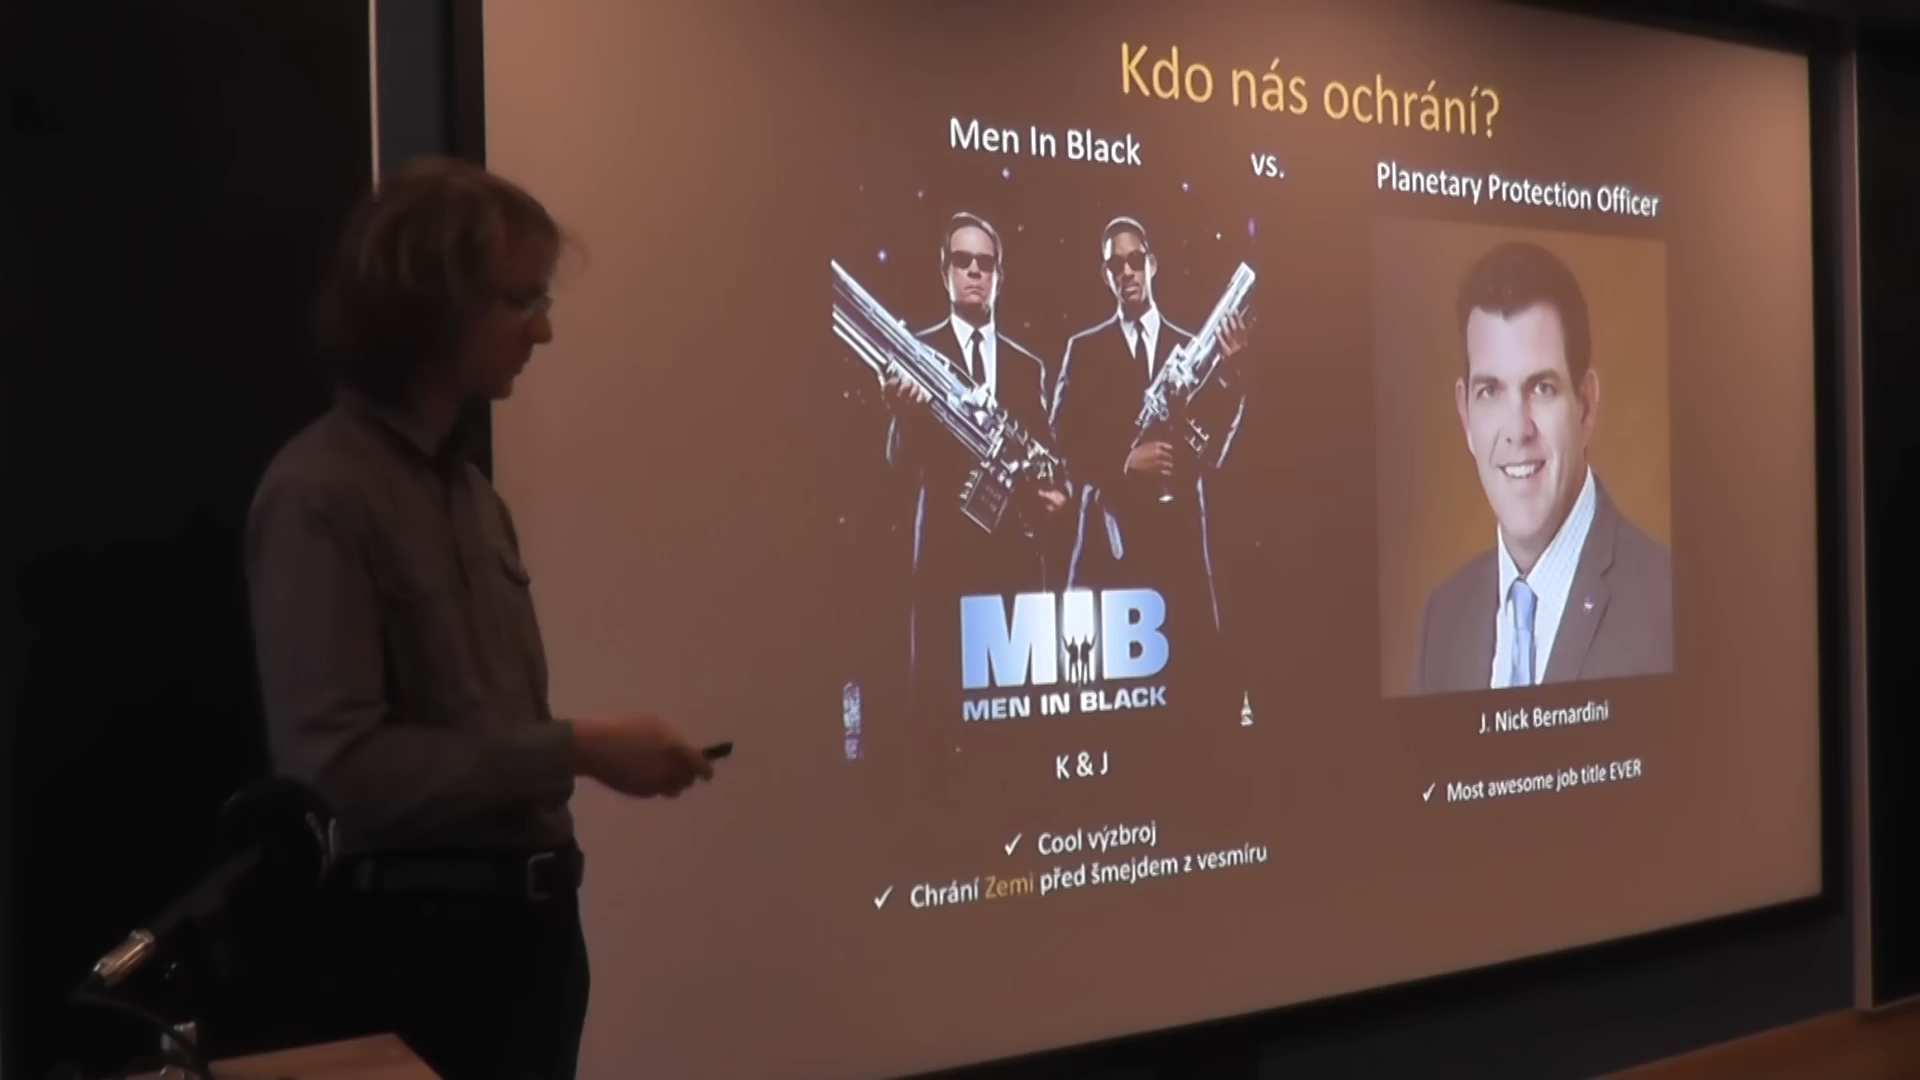 Kdo nás ochrání?
Men In Black
vs.
Planetary Protection Officer
MIB
MEN IN BLACK
K & J
✓ Cool výzbroj
✓ Chrání Zemi před šmejdem z vesmíru
J. Nick Bernardini
✓ Most awesome job title EVER